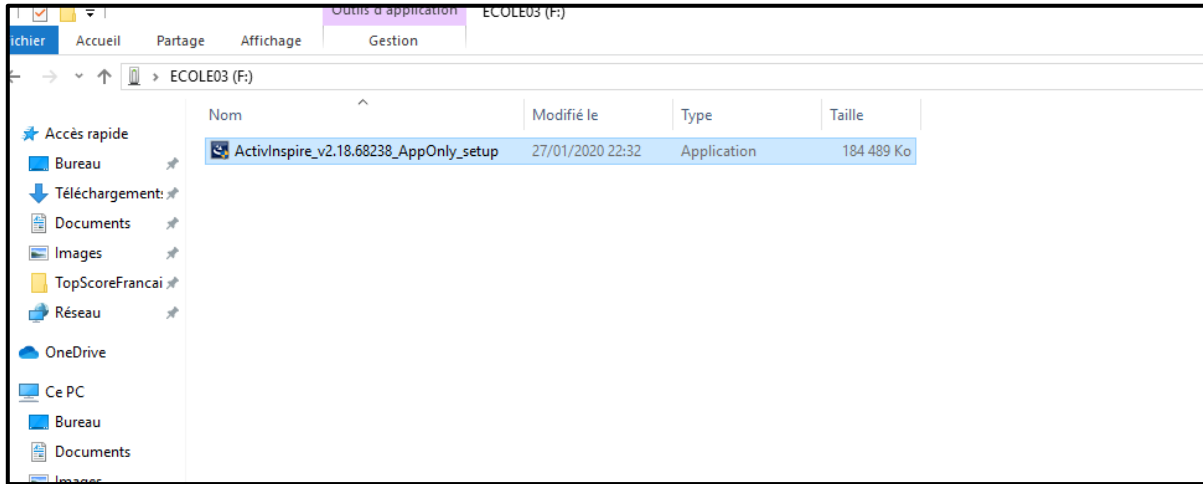 Outils d'application ECOLE03 (F:)
ichier Accueil Partage Affichage Gestion
ECOLE03 (F:)
Nom Modifié le Type Taille
Accès rapide
ActivInspire_v2.18.68238_AppOnly_setup 27/01/2020 22:32 Application 184 489 Ko
Bureau
Téléchargement:
Documents
Images
TopScoreFrancai
Réseau
OneDrive
Ce PC
Bureau
Documents
Images